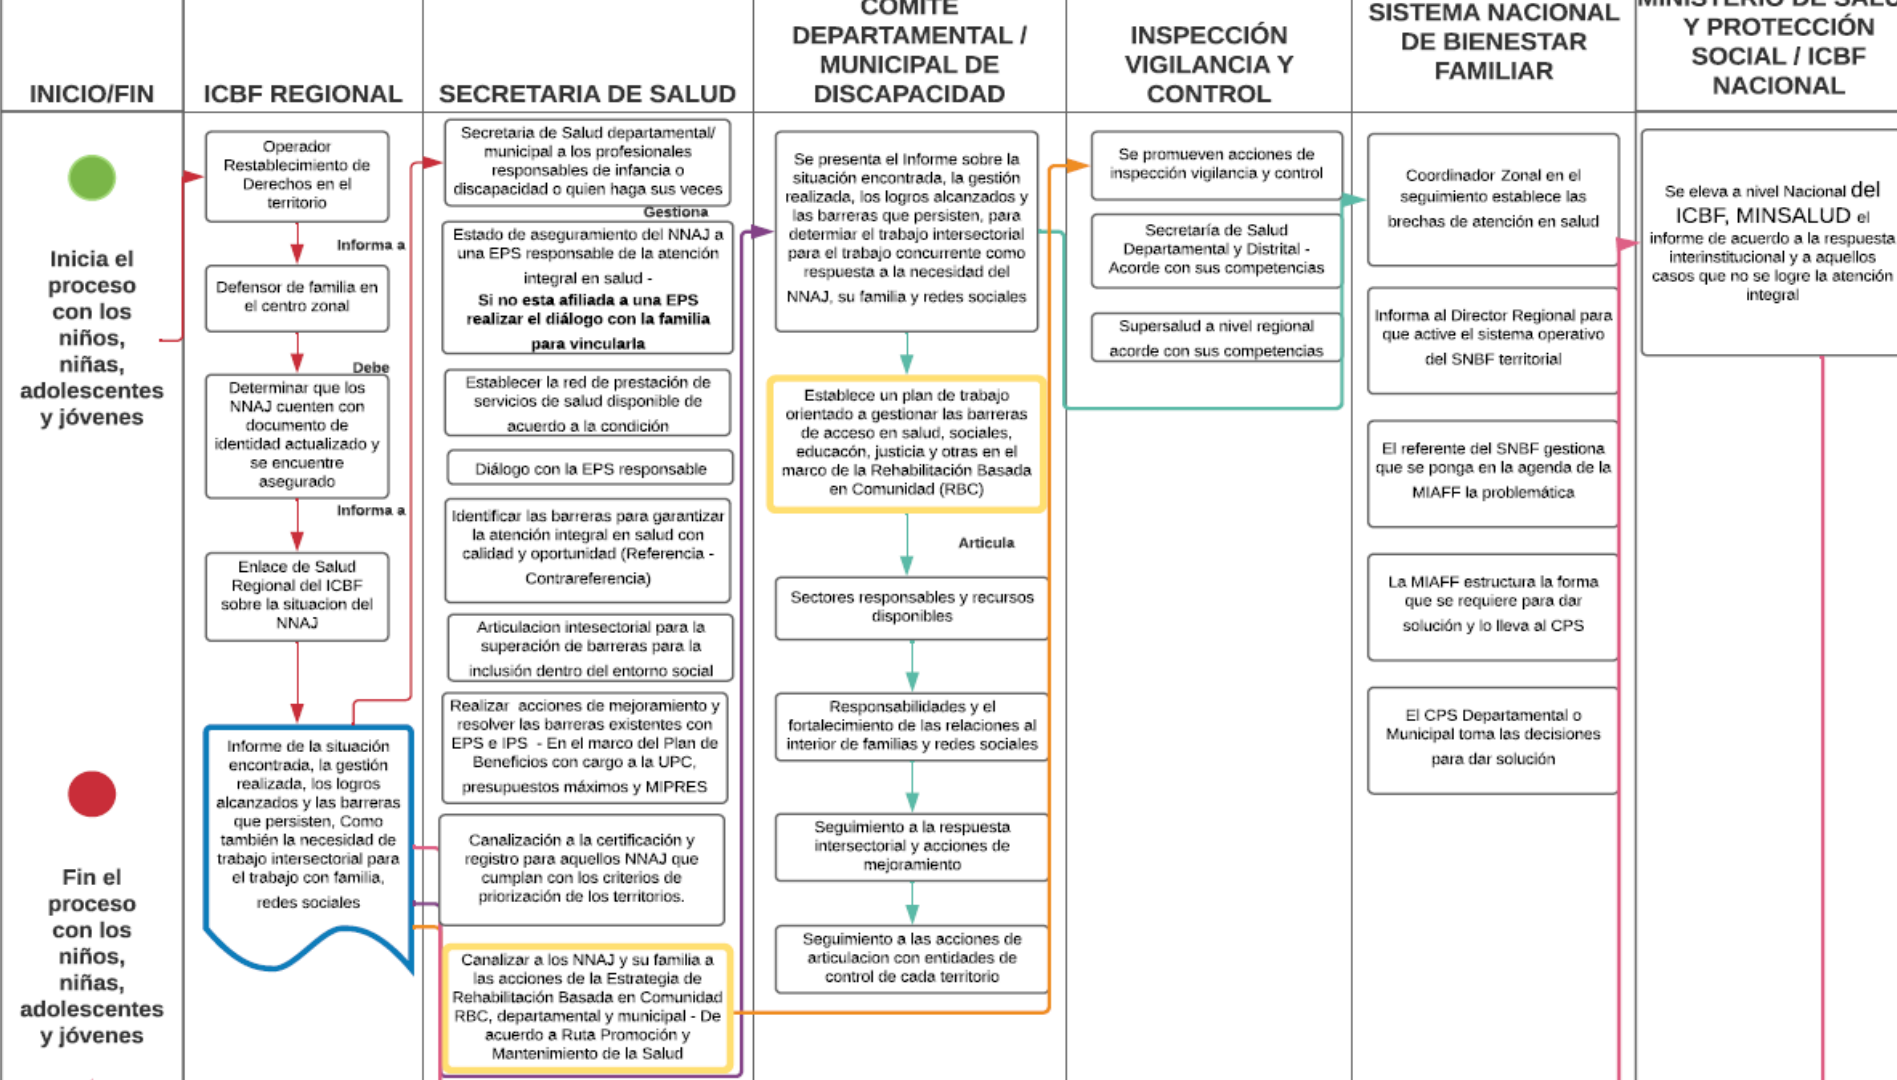 INICIO/FIN
ICBF REGIONAL
SECRETARIA DE SALUD
COMITÉ
DEPARTAMENTAL /
MUNICIPAL DE
DISCAPACIDAD
INSPECCIÓN
VIGILANCIA Y
CONTROL
SISTEMA NACIONAL
DE BIENESTAR
FAMILIAR
MINISTERIO DE SALUD
Y PROTECCIÓN
SOCIAL / ICBF
NACIONAL
Inicia el
proceso
con los
niños,
niñas,
adolescentes
y jóvenes
Fin el
proceso
con los
niños,
niñas,
adolescentes
y jóvenes
Operador
Restablecimiento de
Derechos en el
territorio
Informa a
Defensor de familia en
el centro zonal
Debe
Determinar que los
NNAJ cuenten con
documento de
identidad actualizado y
se encuentre
asegurado
Informa a
Enlace de Salud
Regional del ICBF
sobre la situacion del
NNAJ
Informe de la situación
encontrada, la gestión
realizada, los logros
alcanzados y las barreras
que persisten, Como
también la necesidad de
trabajo intersectorial para
el trabajo con familia,
redes sociales
Secretaria de Salud departamental/
municipal a los profesionales
responsables de infancia o
discapacidad o quien haga sus veces
Gestiona
Estado de aseguramiento del NNAJ a
una EPS responsable de la atención
integral en salud -
Si no esta afiliada a una EPS
realizar el diálogo con la familia
para vincularla
Establecer la red de prestación de
servicios de salud disponible de
acuerdo a la condición
Diálogo con la EPS responsable
Identificar las barreras para garantizar
la atención integral en salud con
calidad y oportunidad (Referencia -
Contrareferencia)
Articulacion intesectorial para la
superación de barreras para la
inclusión dentro del entorno social
Realizar acciones de mejoramiento y
resolver las barreras existentes con
EPS e IPS - En el marco del Plan de
Beneficios con cargo a la UPC,
presupuestos máximos y MIPRES
Canalización a la certificación y
registro para aquellos NNAJ que
cumplan con los criterios de
priorización de los territorios.
Canalizar a los NNAJ y su familia a
las acciones de la Estrategia de
Rehabilitación Basada en Comunidad
RBC, departamental y municipal - De
acuerdo a Ruta Promoción y
Mantenimiento de la Salud
Se presenta el Informe sobre la
situación encontrada, la gestión
realizada, los logros alcanzados y
las barreras que persisten, para
determiar el trabajo intersectorial
para el trabajo concurrente como
respuesta a la necesidad del
NNAJ, su familia y redes sociales
Establece un plan de trabajo
orientado a gestionar las barreras
de acceso en salud, sociales,
educacón, justicia y otras en el
marco de la Rehabilitación Basada
en Comunidad (RBC)
Articula
Sectores responsables y recursos
disponibles
Responsabilidades y el
fortalecimiento de las relaciones al
interior de familias y redes sociales
Seguimiento a la respuesta
intersectorial y acciones de
mejoramiento
Seguimiento a las acciones de
articulacion con entidades de
control de cada territorio
Se promueven acciones de
inspección vigilancia y control
Secretaría de Salud
Departamental y Distrital -
Acorde con sus competencias
Supersalud a nivel regional
acorde con sus competencias
Coordinador Zonal en el
seguimiento establece las
brechas de atención en salud
Informa al Director Regional para
que active el sistema operativo
del SNBF territorial
El referente del SNBF gestiona
que se ponga en la agenda de la
MIAFF la problemática
La MIAFF estructura la forma
que se requiere para dar
solución y lo lleva al CPS
El CPS Departamental o
Municipal toma las decisiones
para dar solución
Se eleva a nivel Nacional del
ICBF, MINSALUD el
informe de acuerdo a la respuesta
interinstitucional y a aquellos
casos que no se logre la atención
integral